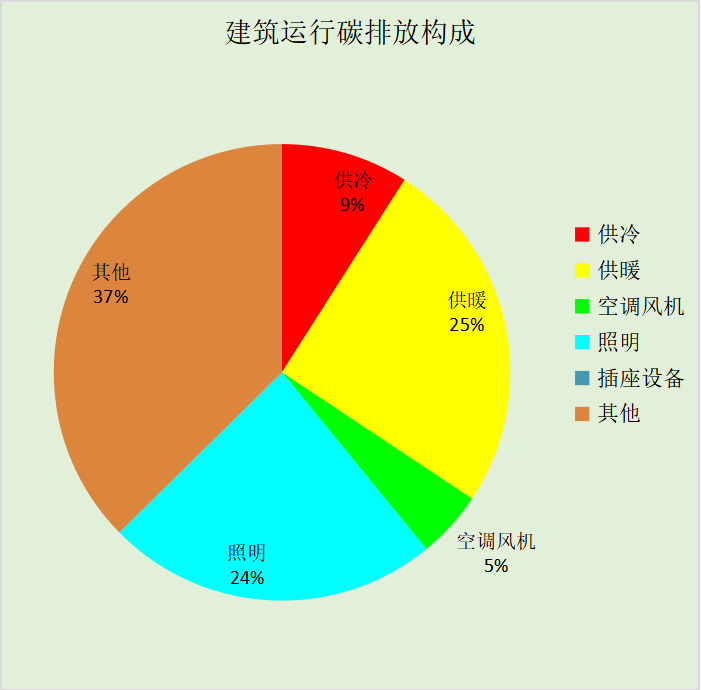 建筑运行碳排放构成
供冷
9%
供暖
25%
空调风机
5%
照明
24%
其他
37%
供冷
供暖
空调风机
照明
插座设备
其他